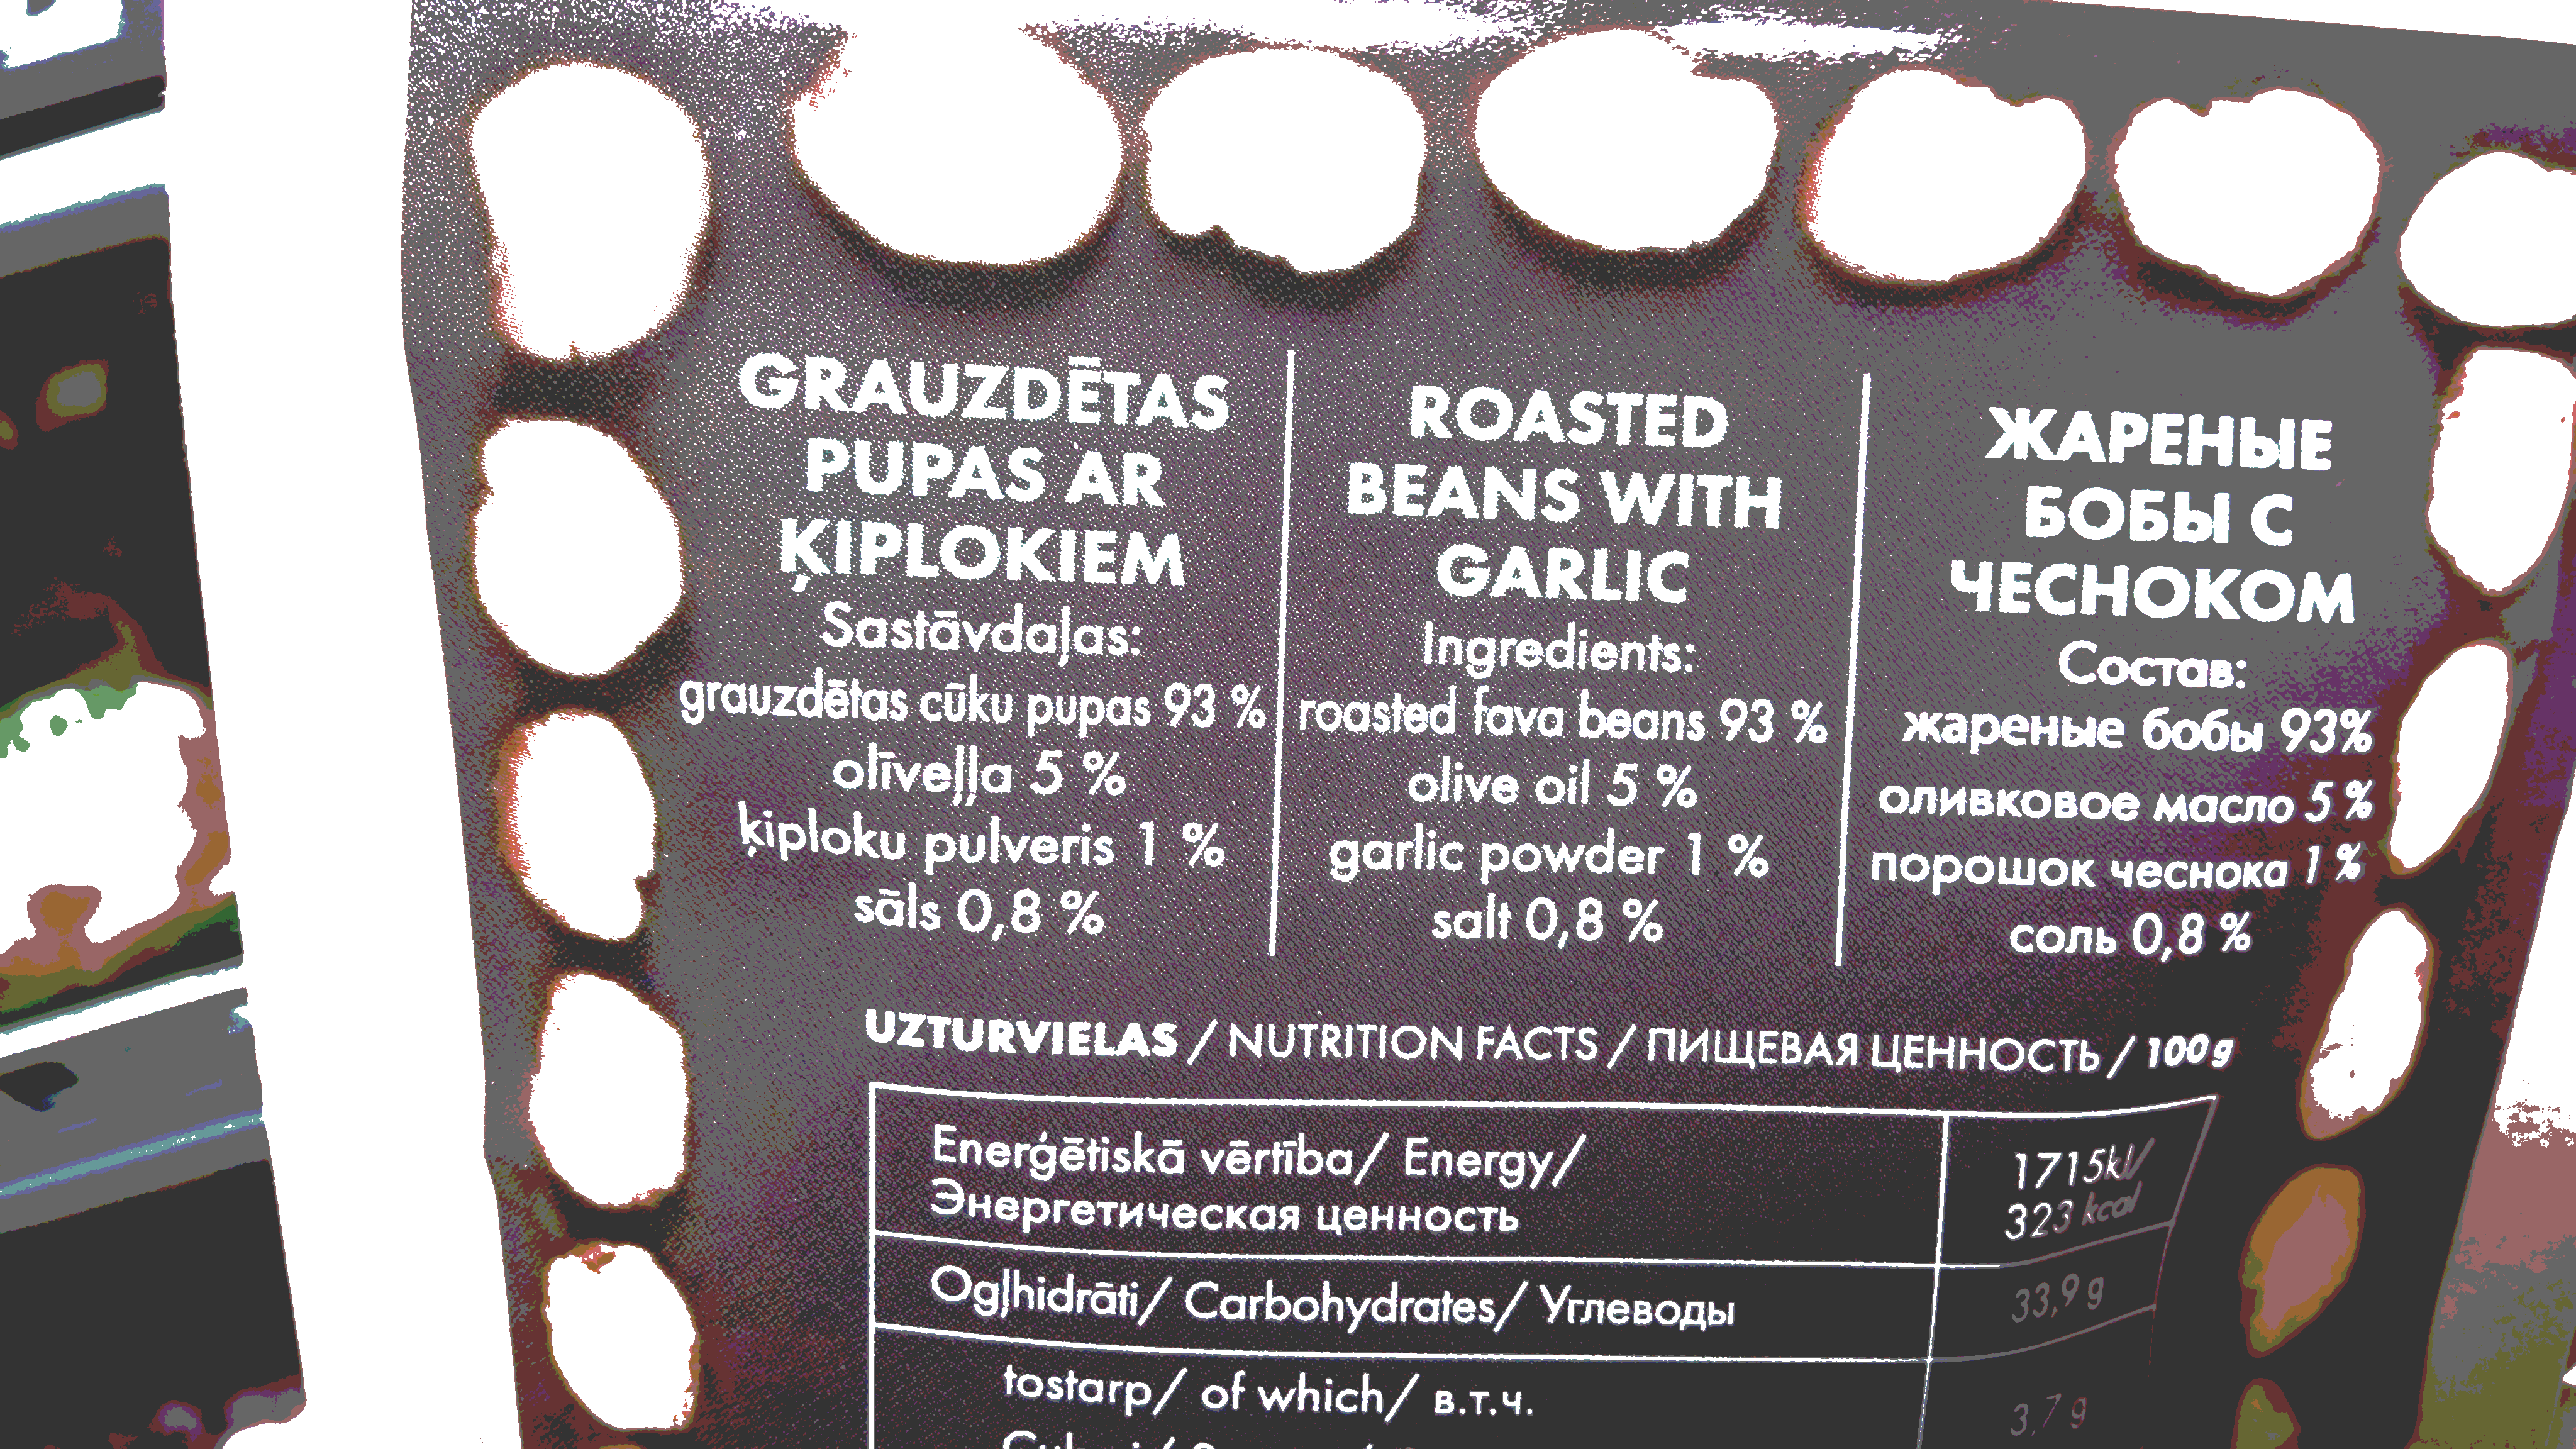 GRAUZDĒTAS
PUPAS AR
ĶIPLOKIEM
Sastāvdaļas:
grauzdētas cūku pupas 93 %
olīveļļa 5 %
ķiploku pulveris 1 %
sāls 0,8 %
ROASTED
BEANS WITH
GARLIC
Ingredients:
roasted fava beans 93 %
olive oil 5 %
garlic powder 1 %
salt 0,8 %
ЖАРЕНЫЕ
БОБЫ С
ЧЕСНОКОМ
Состав:
жареные бобы 93%
оливковое масло 5 %
порошок чеснока 1 %
соль 0,8 %
UZTURVIELAS / NUTRITION FACTS / ПИЩЕВАЯ ЦЕННОСТЬ / 100 g
Enerģētiskā vērtība/ Energy/
Энергетическая ценность
1715kJ/
323 kcal
Ogļhidrāti/ Carbohydrates/ Углеводы
33,9 g
tostarp/ of which/ в.т.ч.
3,7 g